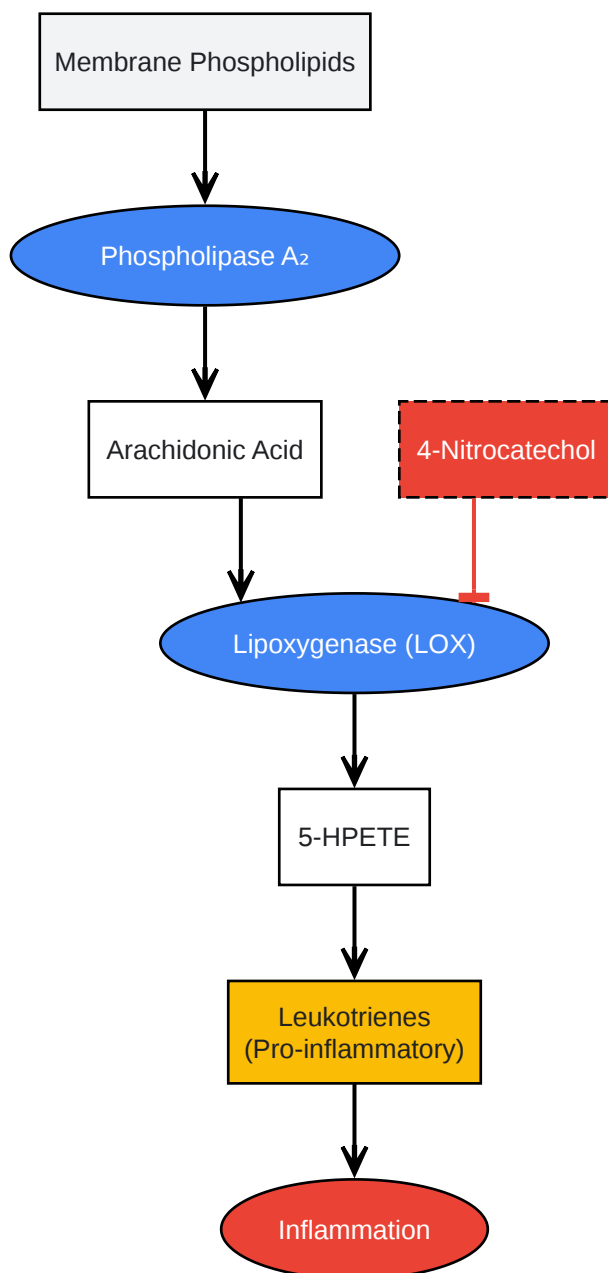 Membrane Phospholipids
Phospholipase A₂
Arachidonic Acid
4-Nitrocatechol
Lipoxygenase (LOX)
5-HPETE
Leukotrienes
(Pro-inflammatory)
Inflammation